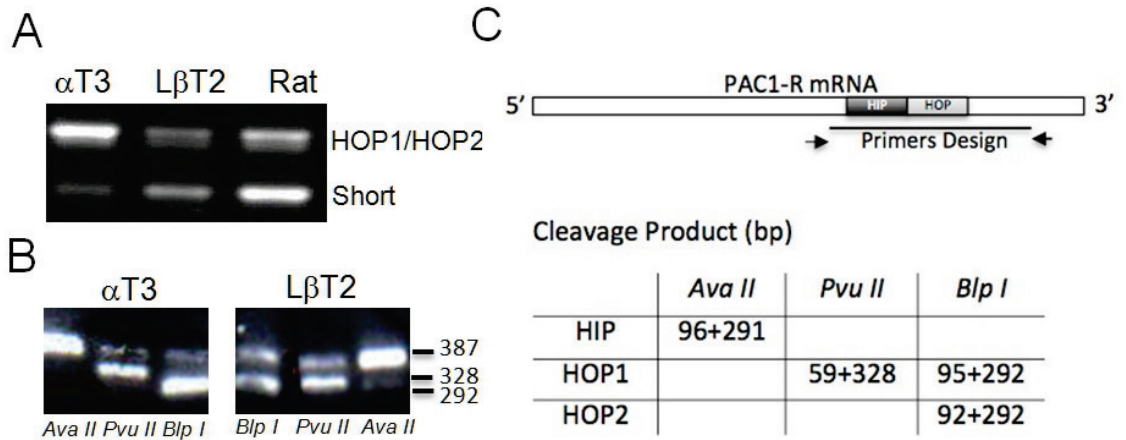 A
αT3 LβT2 Rat
HOP1/HOP2
Short
B
αT3 LβT2
387
328
292
Ava II Pvu II Blp I Blp I Pvu II Ava II
C
PAC1-R mRNA
5’ HIP HOP 3’
Primers Design
Cleavage Product (bp)
Ava II Pvu II Blp I
HIP 96+291
HOP1 59+328 95+292
HOP2 92+292